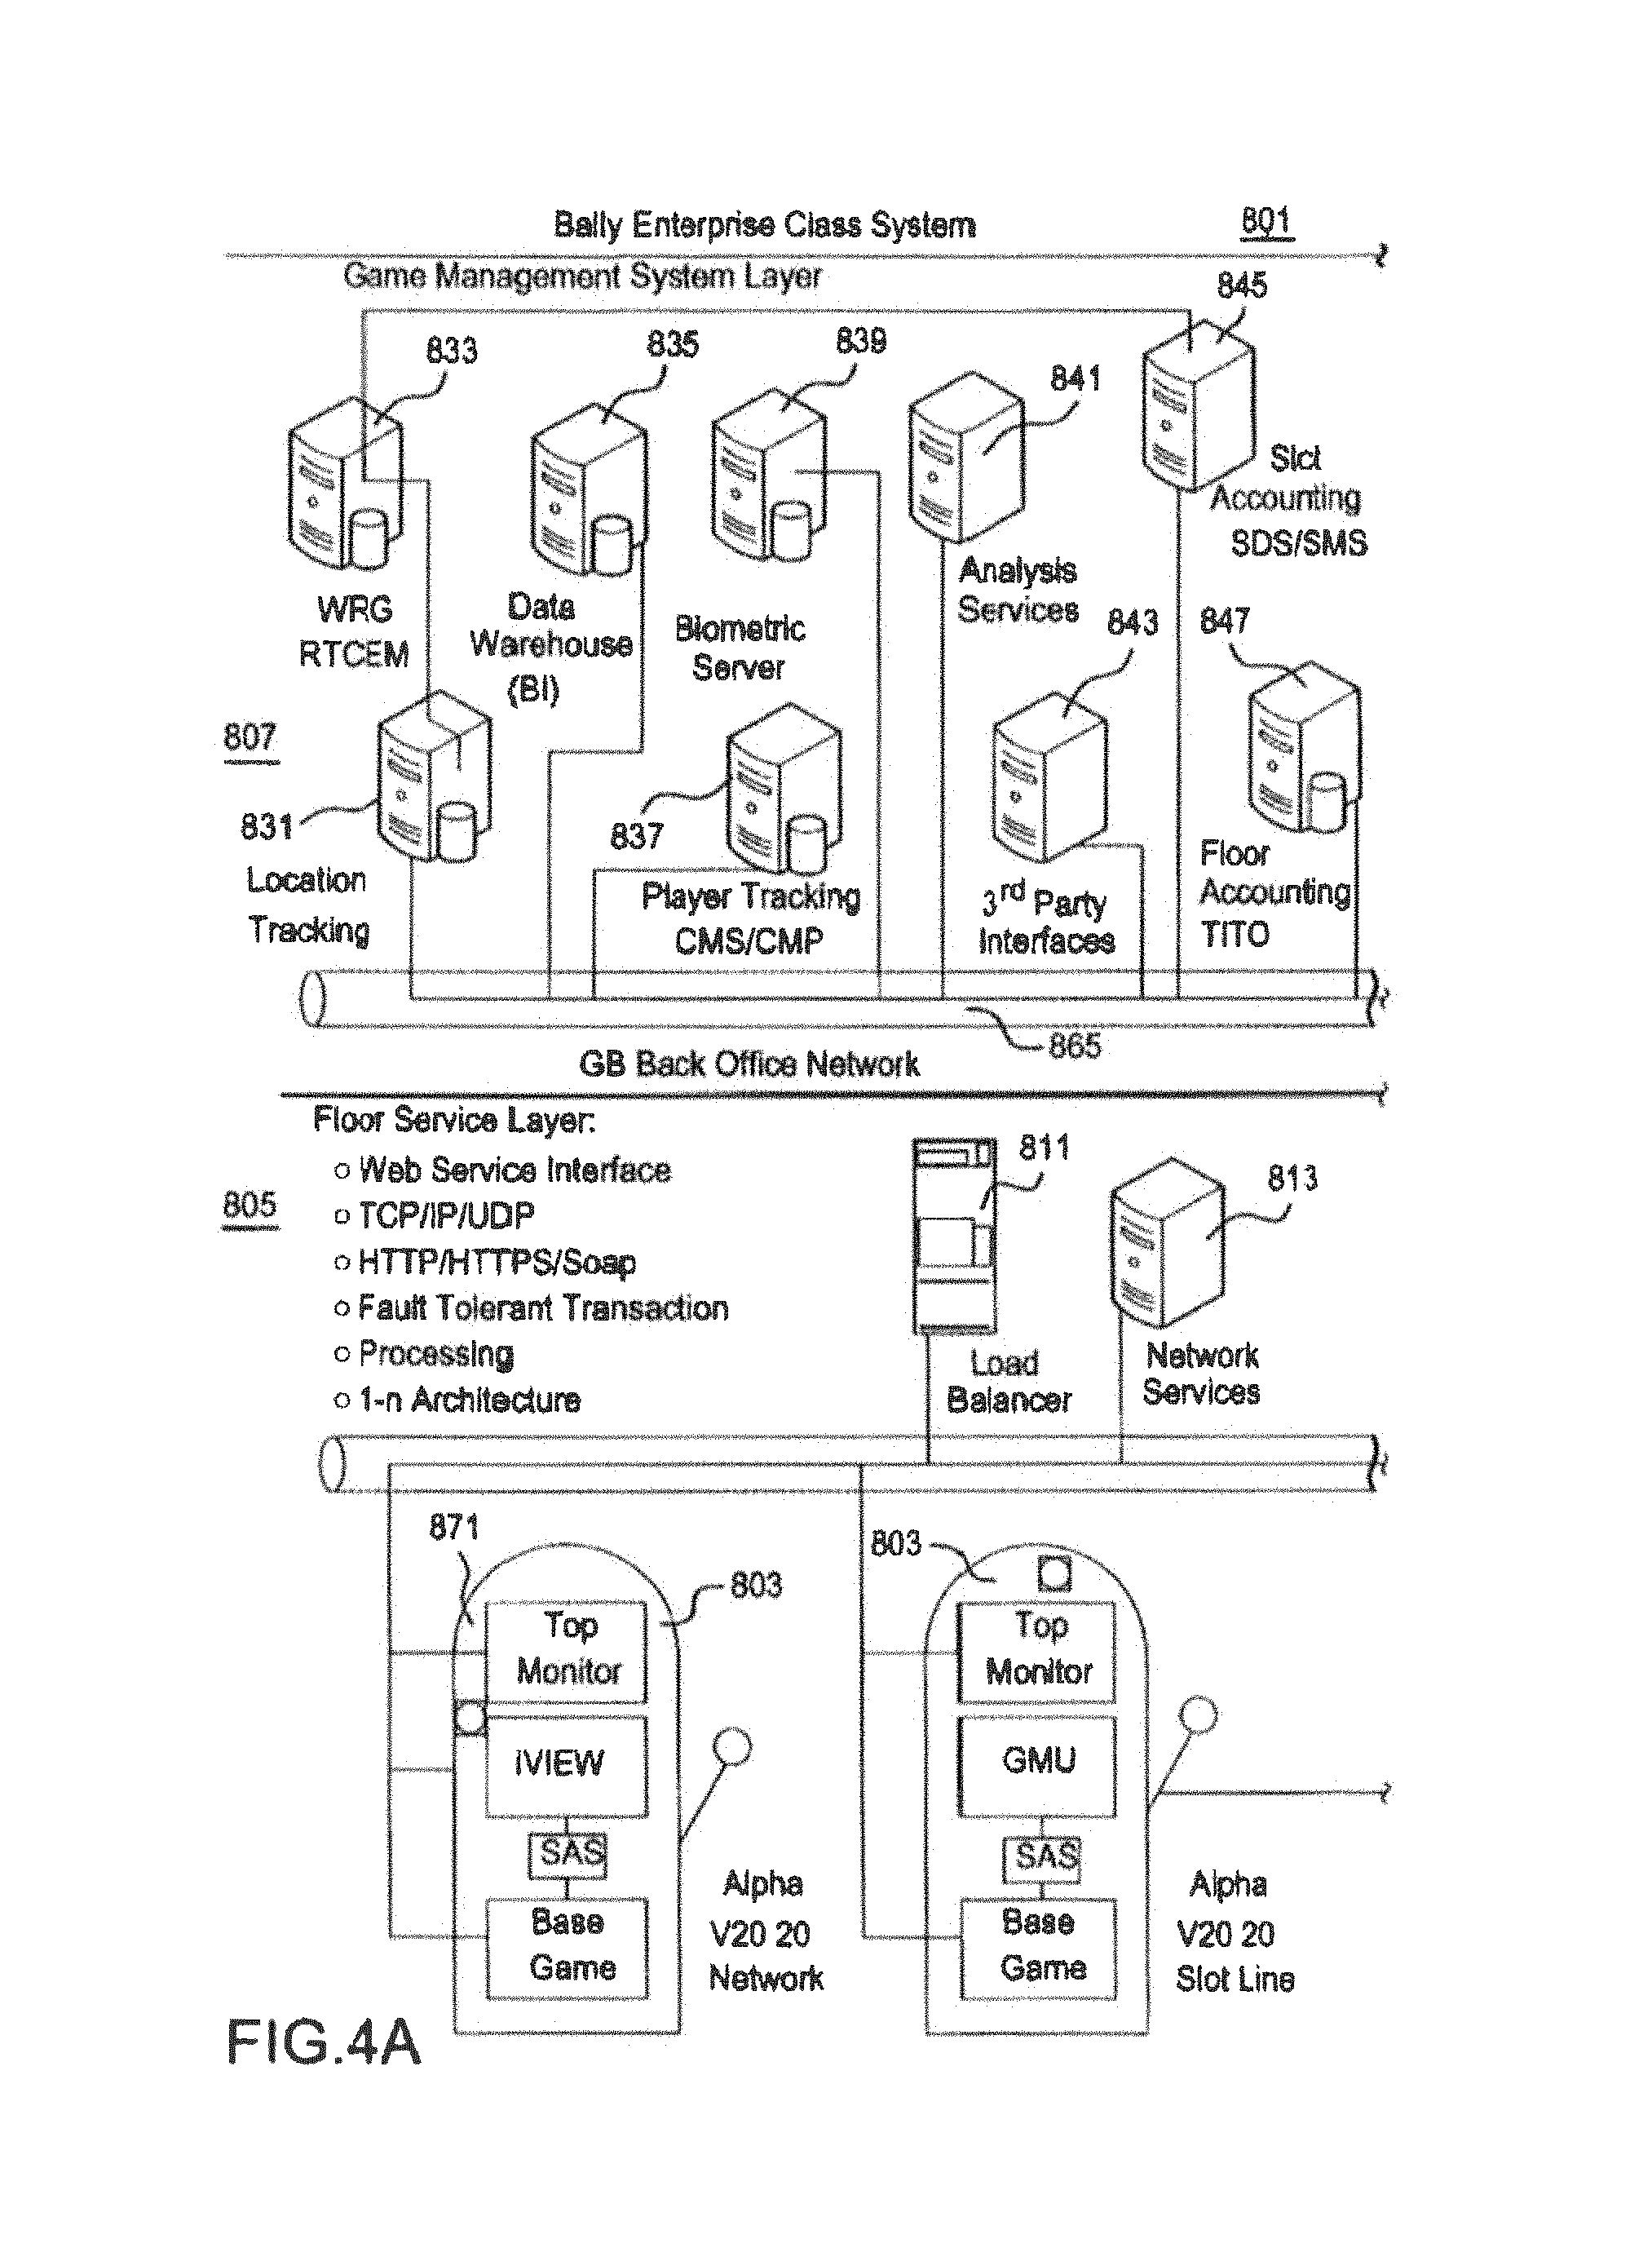 Bally Enterprise Class System
801
Game Management System Layer
845
833
835
839
841
Slct
Accounting
SDS/SMS
WRG
RTCEM
Data
Warehouse
(BI)
Biometric
Server
Analysis
Services
843
847
807
831
Location
Tracking
837
Player Tracking
CMS/CMP
3rd Party
Interfaces
Floor
Accounting
TITO
865
GB Back Office Network
Floor Service Layer:
o Web Service Interface
o TCP/IP/UDP
o HTTP/HTTPS/Soap
o Fault Tolerant Transaction
o Processing
o 1-n Architecture
805
811
813
Load
Balancer
Network
Services
871
803
Top
Monitor
iVIEW
SAS
Base
Game
Alpha
V20 20
Network
803
Top
Monitor
GMU
SAS
Base
Game
Alpha
V20 20
Slot Line
FIG.4A